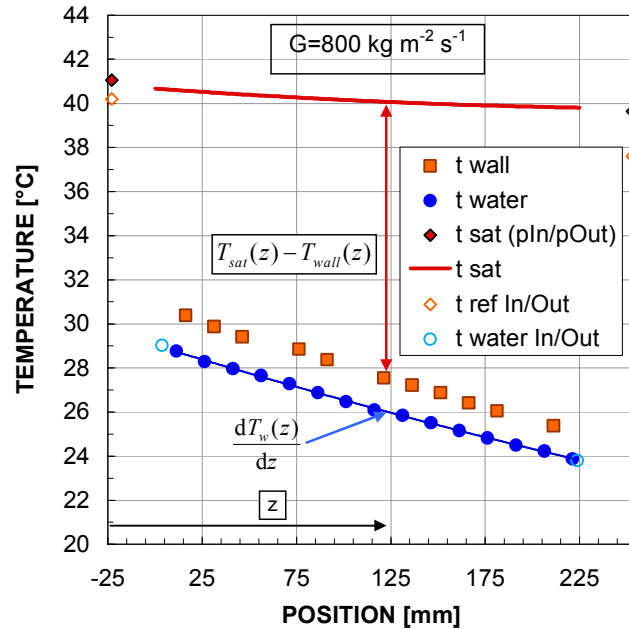 44
42
40
38
36
34
32
30
28
26
24
22
20
TEMPERATURE [°C]
G=800 kg m-2 s-1
t wall
t water
t sat (pIn/pOut)
t sat
t ref In/Out
t water In/Out
Tsat(z) − Twall(z)
dTw(z)
dz
z
-25 25 75 125 175 225
POSITION [mm]